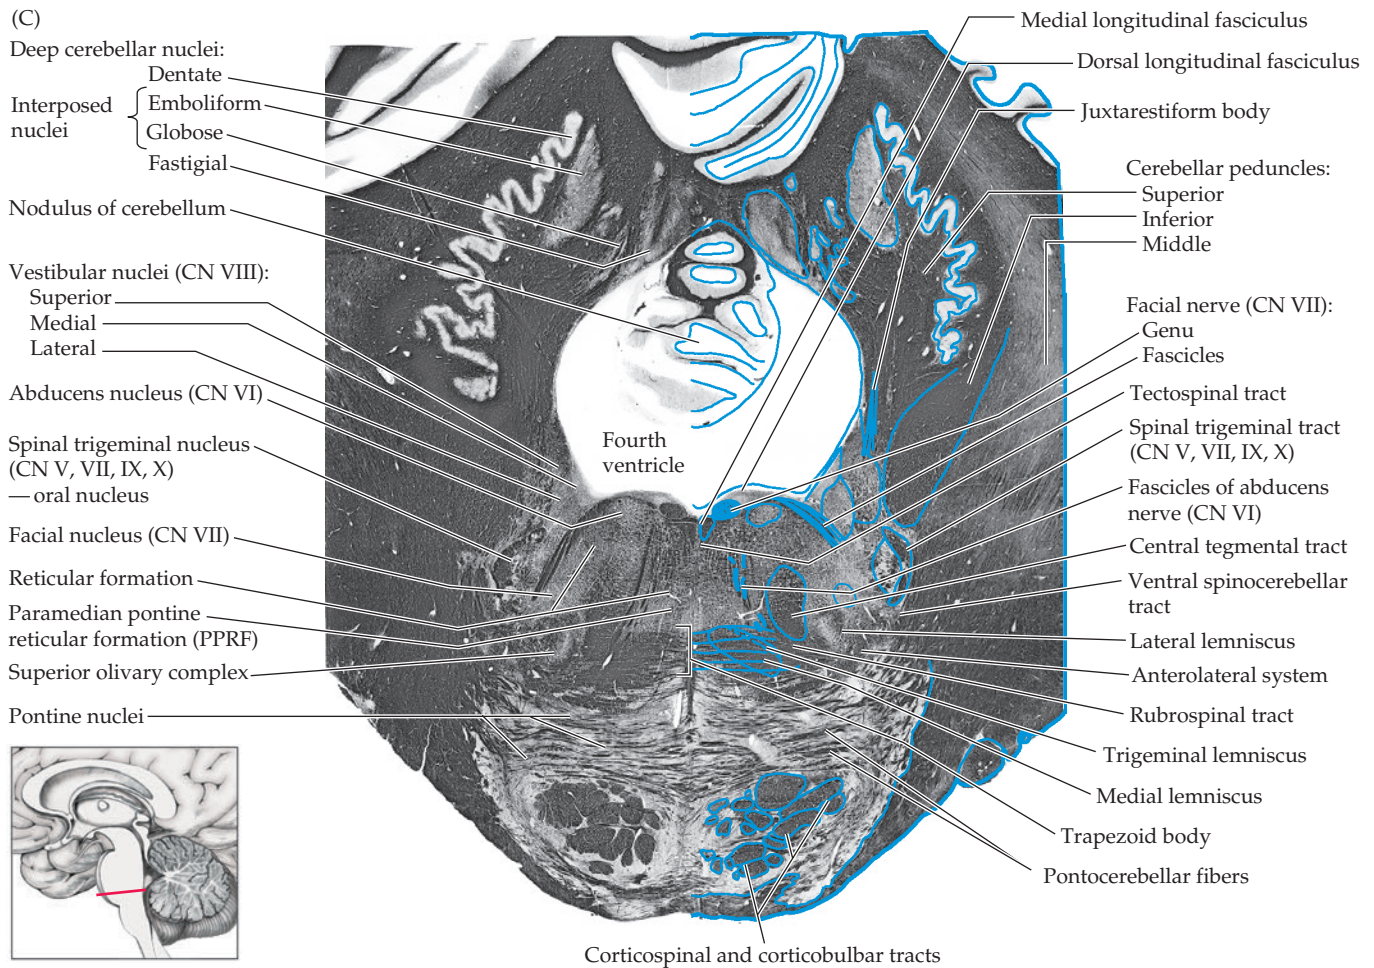 (C)
Deep cerebellar nuclei:
Dentate
Interposed
nuclei
Emboliform
Globose
Fastigial
Nodulus of cerebellum
Vestibular nuclei (CN VIII):
Superior
Medial
Lateral
Abducens nucleus (CN VI)
Spinal trigeminal nucleus
(CN V, VII, IX, X)
— oral nucleus
Facial nucleus (CN VII)
Reticular formation
Paramedian pontine
reticular formation (PPRF)
Superior olivary complex
Pontine nuclei
Fourth
ventricle
Medial longitudinal fasciculus
Dorsal longitudinal fasciculus
Juxtarestiform body
Cerebellar peduncles:
Superior
Inferior
Middle
Facial nerve (CN VII):
Genu
Fascicles
Tectospinal tract
Spinal trigeminal tract
(CN V, VII, IX, X)
Fascicles of abducens
nerve (CN VI)
Central tegmental tract
Ventral spinocerebellar
tract
Lateral lemniscus
Anterolateral system
Rubrospinal tract
Trigeminal lemniscus
Medial lemniscus
Trapezoid body
Pontocerebellar fibers
Corticospinal and corticobulbar tracts